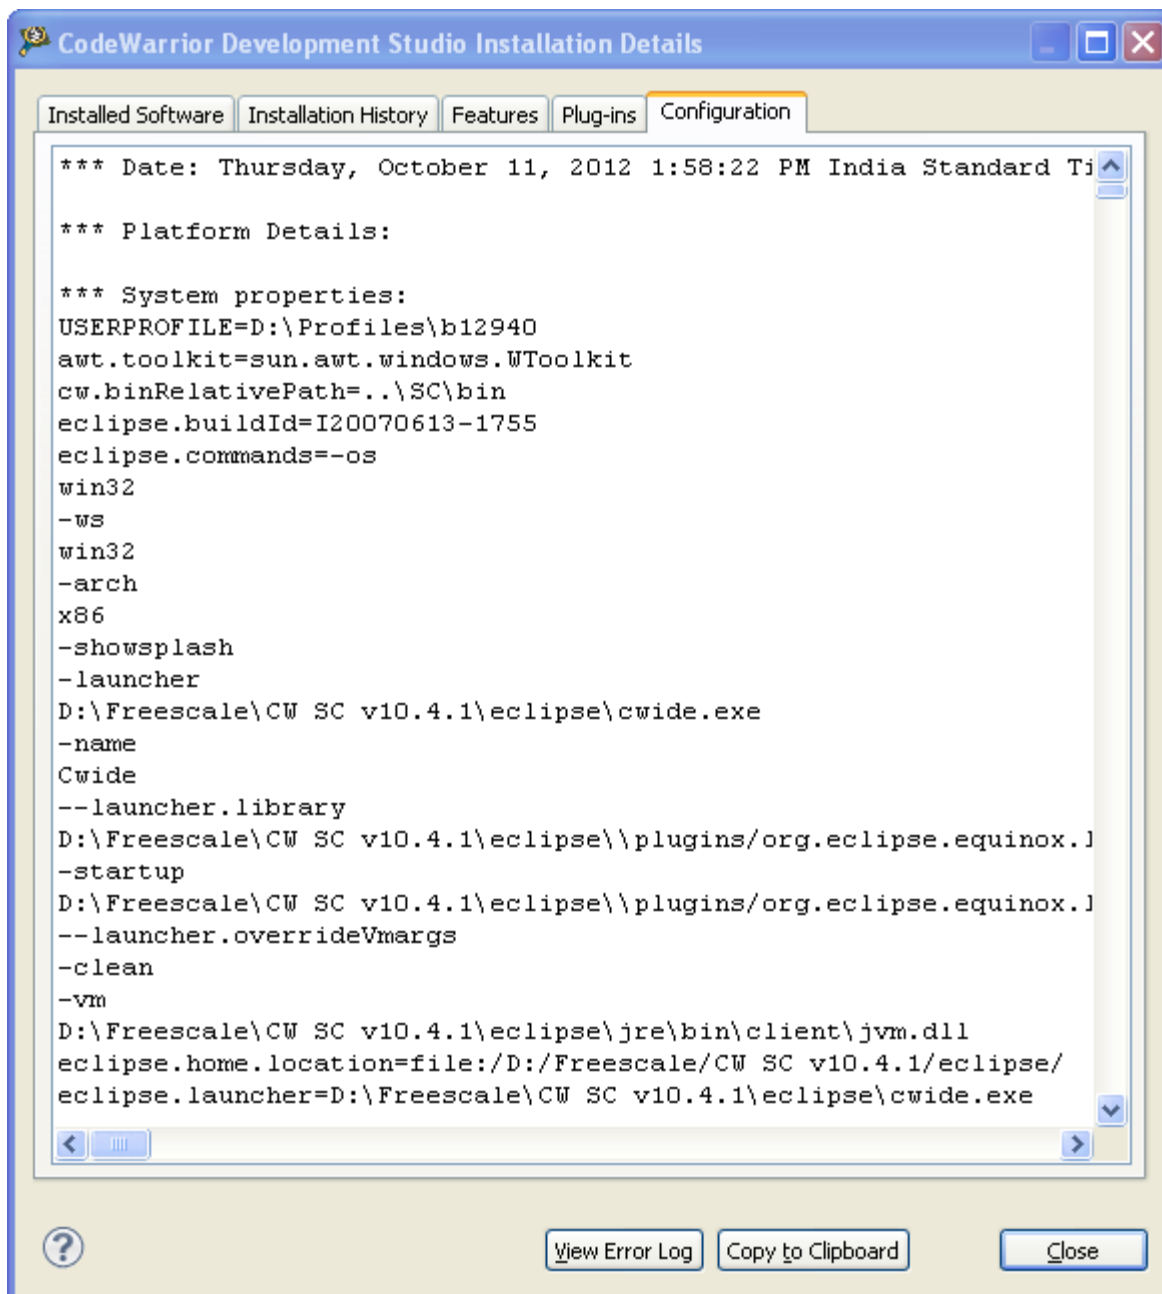 CodeWarrior Development Studio Installation Details
Installed Software Installation History Features Plug-ins Configuration
*** Date: Thursday, October 11, 2012 1:58:22 PM India Standard Ti
*** Platform Details:
*** System properties:
USERPROFILE=D:\Profiles\b12940
awt.toolkit=sun.awt.windows.WToolkit
cw.binRelativePath=..\SC\bin
eclipse.buildId=I20070613-1755
eclipse.commands=-os
win32
-ws
win32
-arch
x86
-showsplash
-launcher
D:\Freescale\CW SC v10.4.1\eclipse\cwide.exe
-name
Cwide
--launcher.library
D:\Freescale\CW SC v10.4.1\eclipse\\plugins/org.eclipse.equinox.l
-startup
D:\Freescale\CW SC v10.4.1\eclipse\\plugins/org.eclipse.equinox.l
--launcher.overrideVmargs
-clean
-vm
D:\Freescale\CW SC v10.4.1\eclipse\jre\bin\client\jvm.dll
eclipse.home.location=file:/D:/Freescale/CW SC v10.4.1/eclipse/
eclipse.launcher=D:\Freescale\CW SC v10.4.1\eclipse\cwide.exe
? View Error Log Copy to Clipboard Close